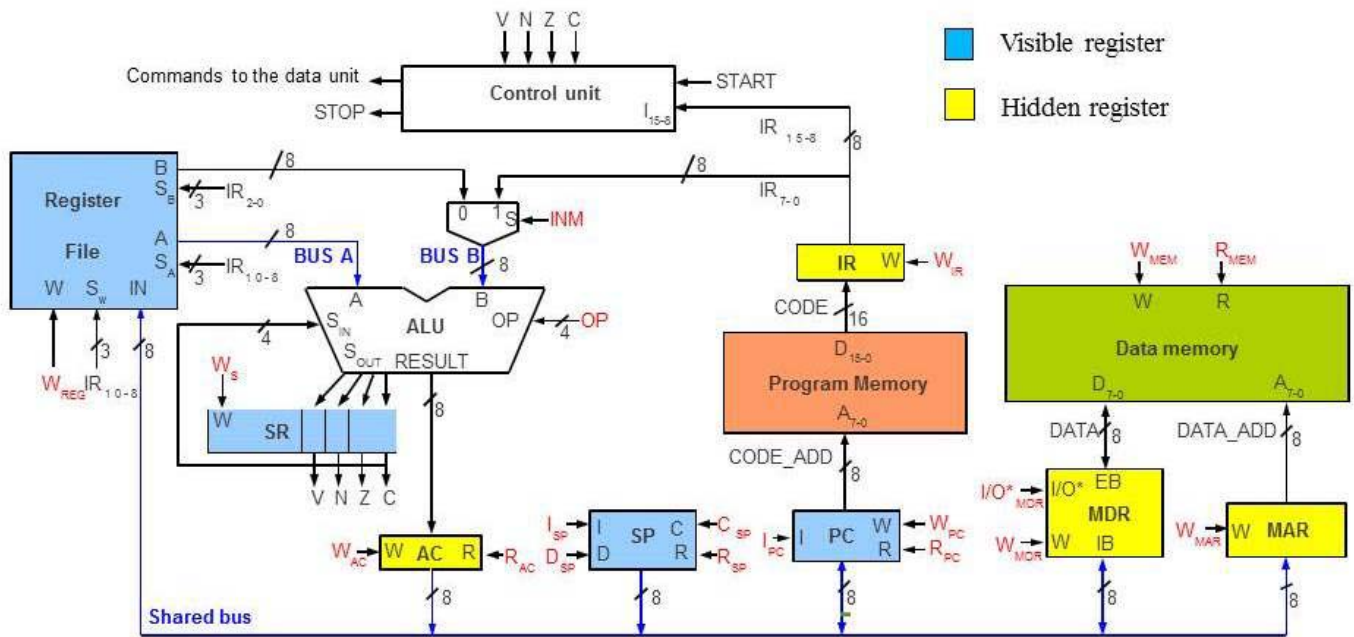 V N Z C
Visible register
Hidden register
Commands to the data unit
Control unit
START
STOP
I15-8
IR 15-8
8
B
8
8
SB
3
IR2-0
Register
File
A
8
SA
3
IR10-8
W SW IN
0 1
S
INM
IR7-0
BUS A
BUS B
8
IR W
WIR
WMEM
RMEM
W R
A B
ALU
OP
4
OP
SIN
4
SOUT
RESULT
CODE
16
D15-0
Program Memory
A7-0
Data memory
D7-0
A7-0
3
8
WREG
IR10-8
WS
W
SR
8
CODE_ADD
8
DATA
8
DATA_ADD
8
V N Z C
I/O*MDR
I/O* EB
MDR
WMDR
W IB
WMAR
W MAR
ISP
I SP C
CSP
DSP
D R
RSP
IPC
I PC W
WPC
R
RPC
WAC
W AC R
RAC
8
8
8
8
8
Shared bus